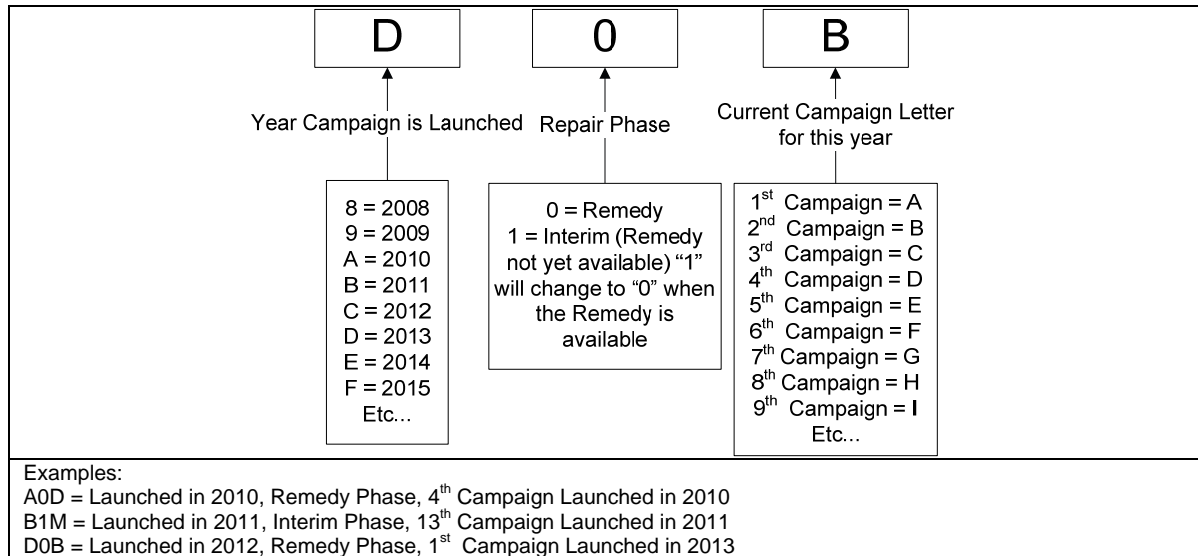 D
0
B
Year Campaign is Launched
Repair Phase
Current Campaign Letter
for this year
8 = 2008
9 = 2009
A = 2010
B = 2011
C = 2012
D = 2013
E = 2014
F = 2015
Etc...
0 = Remedy
1 = Interim (Remedy
not yet available) “1”
will change to “0” when
the Remedy is
available
1st Campaign = A
2nd Campaign = B
3rd Campaign = C
4th Campaign = D
5th Campaign = E
6th Campaign = F
7th Campaign = G
8th Campaign = H
9th Campaign = I
Etc...
Examples:
A0D = Launched in 2010, Remedy Phase, 4th Campaign Launched in 2010
B1M = Launched in 2011, Interim Phase, 13th Campaign Launched in 2011
D0B = Launched in 2012, Remedy Phase, 1st Campaign Launched in 2013